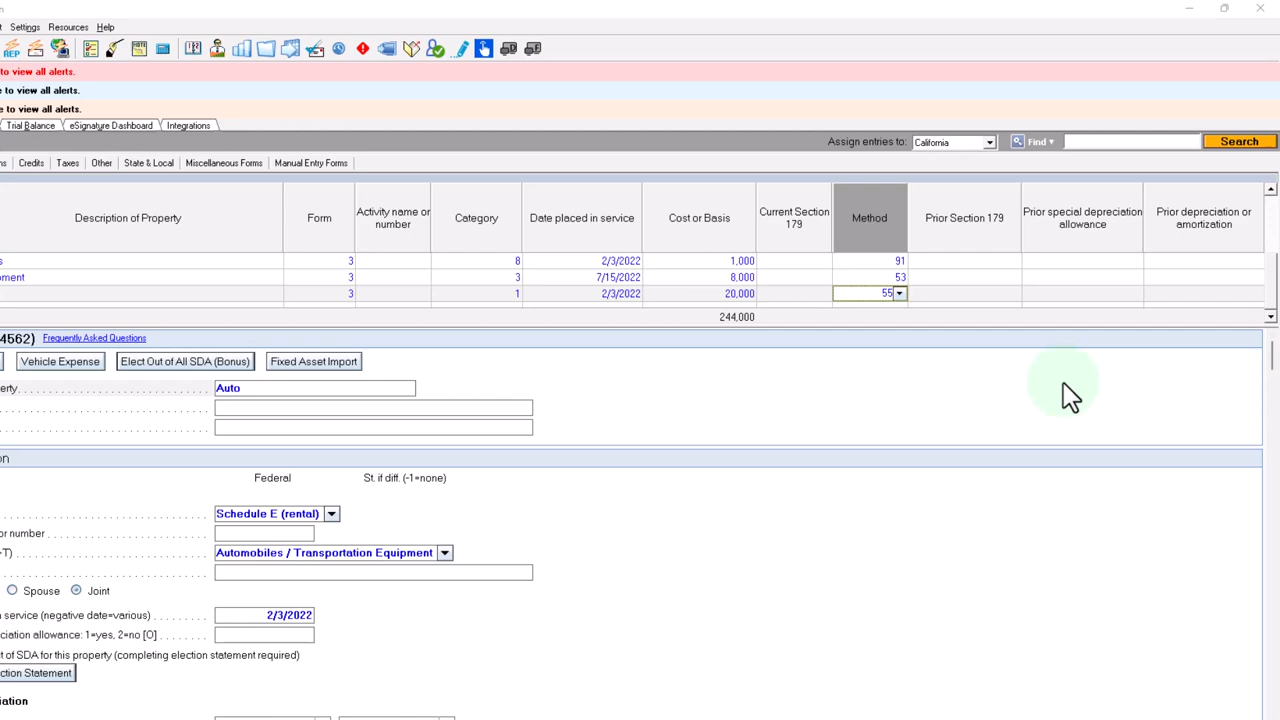 Settings Resources Help
REP
to view all alerts.
e to view all alerts.
e to view all alerts.
Trial Balance eSignature Dashboard Integrations
Assign entries to: California Find Search
Credits Taxes Other State & Local Miscellaneous Forms Manual Entry Forms
Description of Property Form Activity name or number Category Date placed in service Cost or Basis Current Section 179 Method Prior Section 179 Prior special depreciation allowance Prior depreciation or amortization
s 3 8 2/3/2022 1,000 91
ment 3 3 7/15/2022 8,000 53
3 1 2/3/2022 20,000 55
244,000
4562) Frequently Asked Questions
Vehicle Expense Elect Out of All SDA (Bonus) Fixed Asset Import
erty Auto
on
Federal St. if diff. (-1=none)
Schedule E (rental)
or number
+T) Automobiles / Transportation Equipment
Spouse Joint
n service (negative date=various) 2/3/2022
ciation allowance: 1=yes, 2=no [O]
t of SDA for this property (completing election statement required)
ction Statement
iation